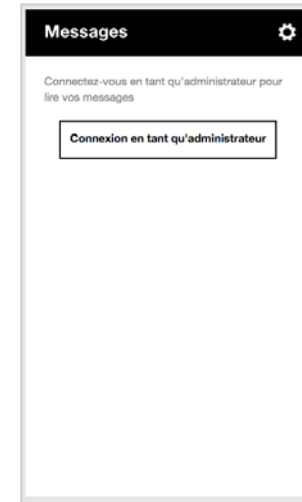 Messages
Connectez-vous en tant qu'administrateur pour
lire vos messages
Connexion en tant qu'administrateur